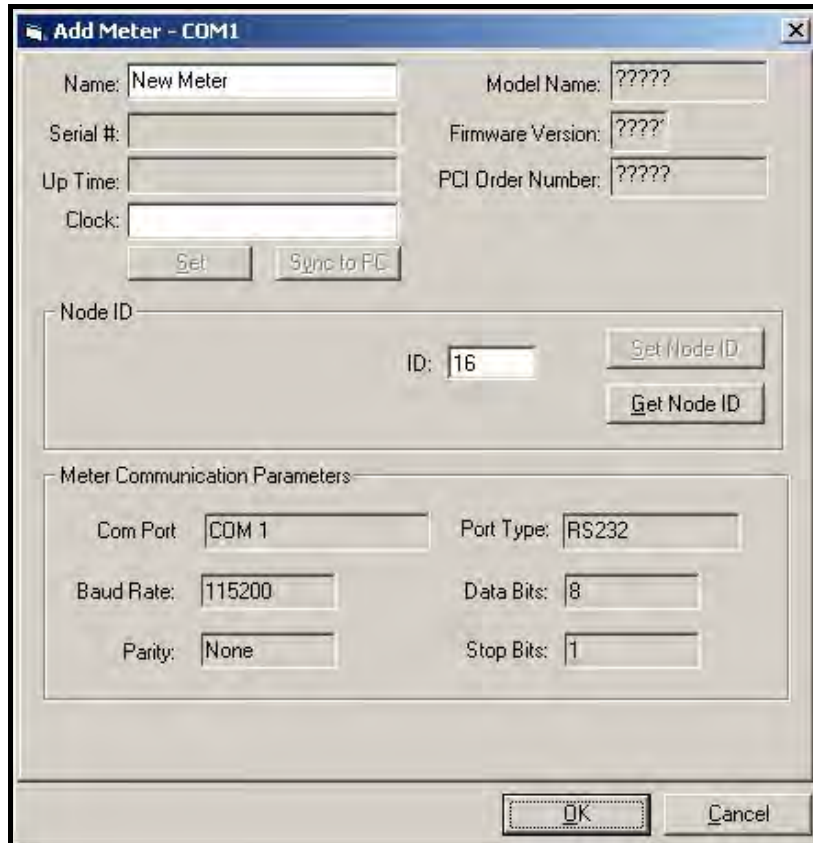 Add Meter - COM1
Name: New Meter
Model Name: ?????
Serial #:
Firmware Version: ????
Up Time:
PCI Order Number: ?????
Clock:
Set Sync to PC
Node ID
ID: 16
Set Node ID
Get Node ID
Meter Communication Parameters
Com Port COM 1
Port Type: RS232
Baud Rate: 115200
Data Bits: 8
Parity: None
Stop Bits: 1
OK Cancel